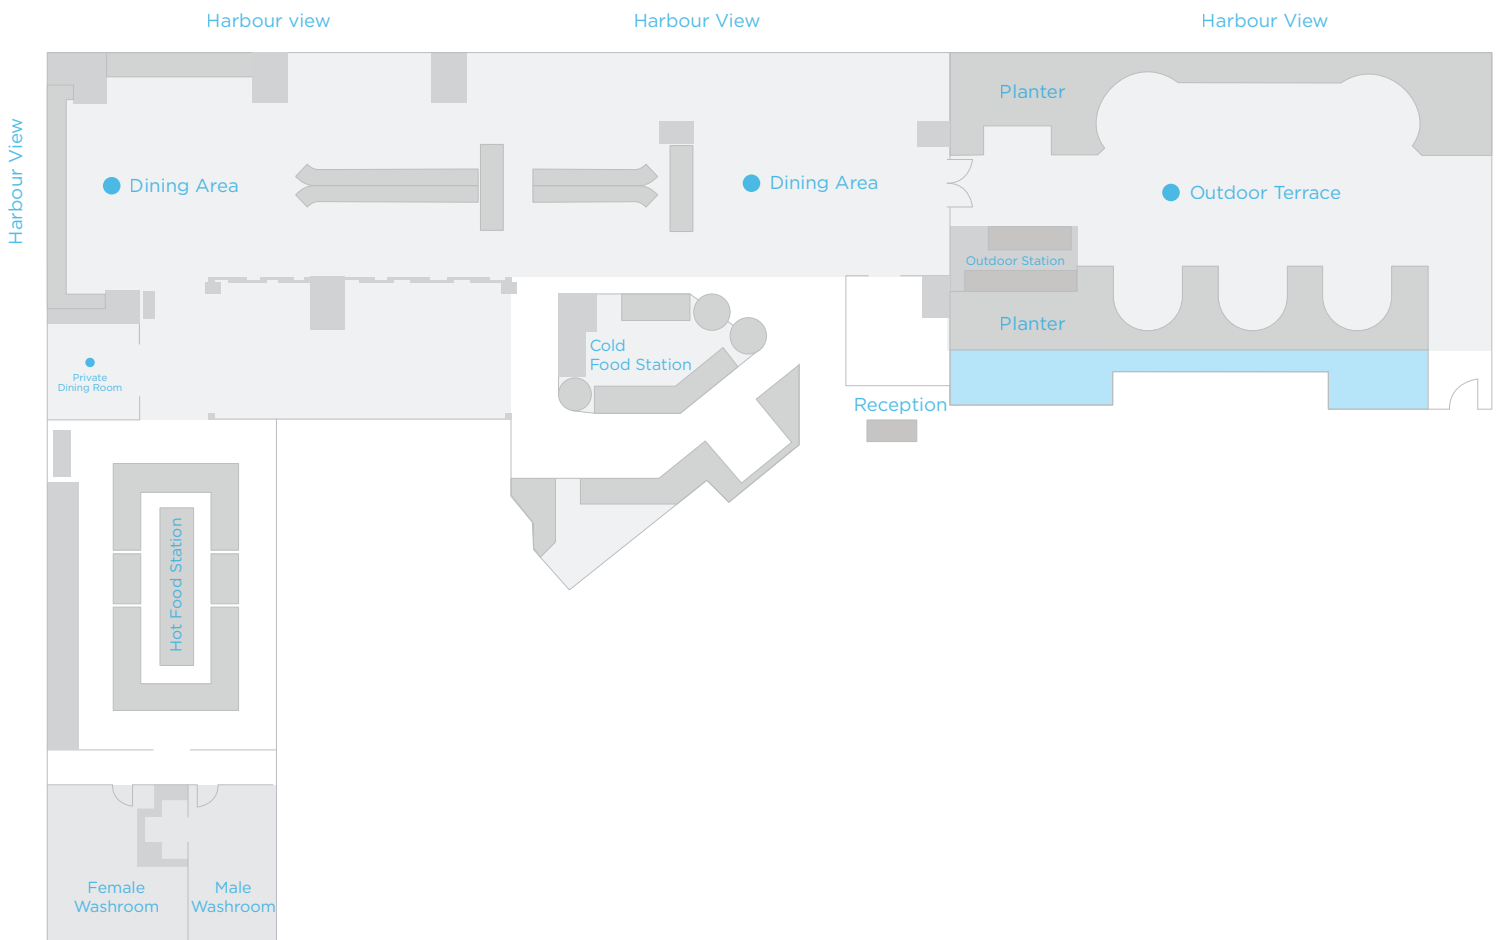 Harbour view
Harbour View
Harbour View
Harbour View
Planter
Dining Area
Dining Area
Outdoor Terrace
Outdoor Station
Planter
Cold
Food Station
Private
Dining Room
Reception
Hot Food Station
Female
Washroom
Male
Washroom